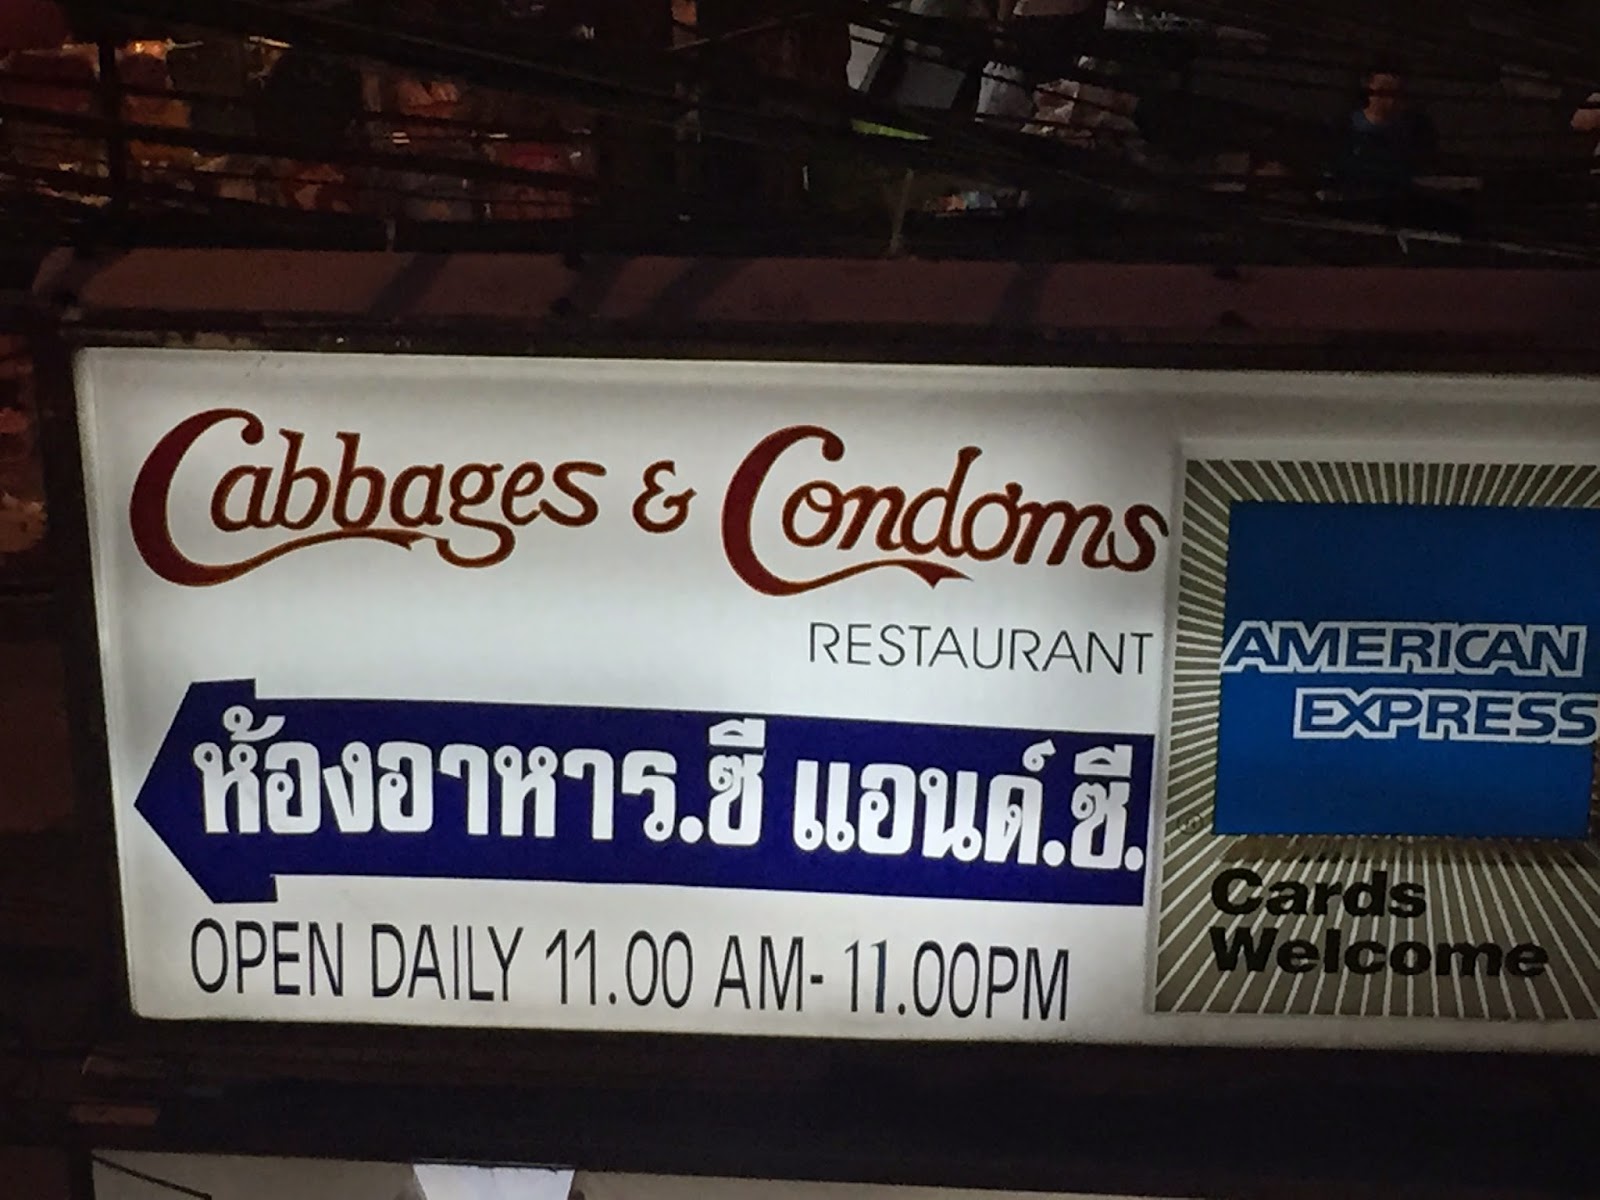 Cabbages & Condoms
RESTAURANT
ห้องอาหาร.ซี แอนด์.ซี.
OPEN DAILY 11.00 AM- 11.00PM
AMERICAN
EXPRESS
Cards
Welcome